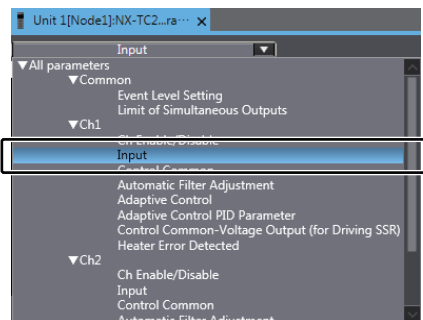 Unit 1[Node1]:NX-TC2...ra... x
Input
▼All parameters
▼Common
Event Level Setting
Limit of Simultaneous Outputs
▼Ch1
Ch Enable/Disable
Input
Control Common
Automatic Filter Adjustment
Adaptive Control
Adaptive Control PID Parameter
Control Common-Voltage Output (for Driving SSR)
Heater Error Detected
▼Ch2
Ch Enable/Disable
Input
Control Common
Automatic Filter Adjustment